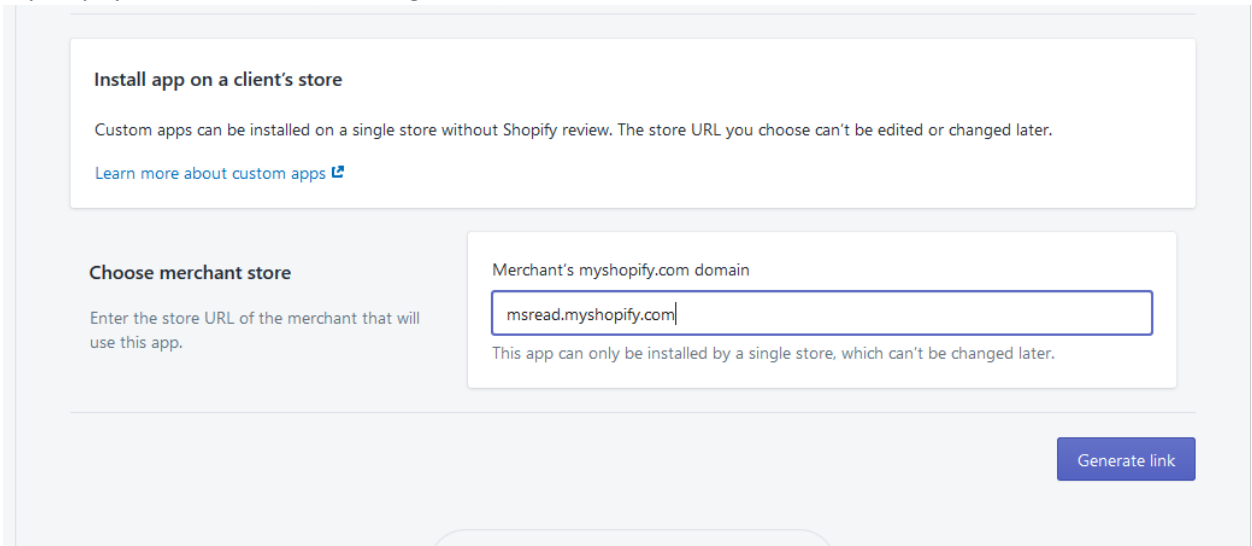 Install app on a client's store
Custom apps can be installed on a single store without Shopify review. The store URL you choose can't be edited or changed later.
Learn more about custom apps
Choose merchant store
Enter the store URL of the merchant that will
use this app.
Merchant's myshopify.com domain
msread.myshopify.com
This app can only be installed by a single store, which can't be changed later.
Generate link